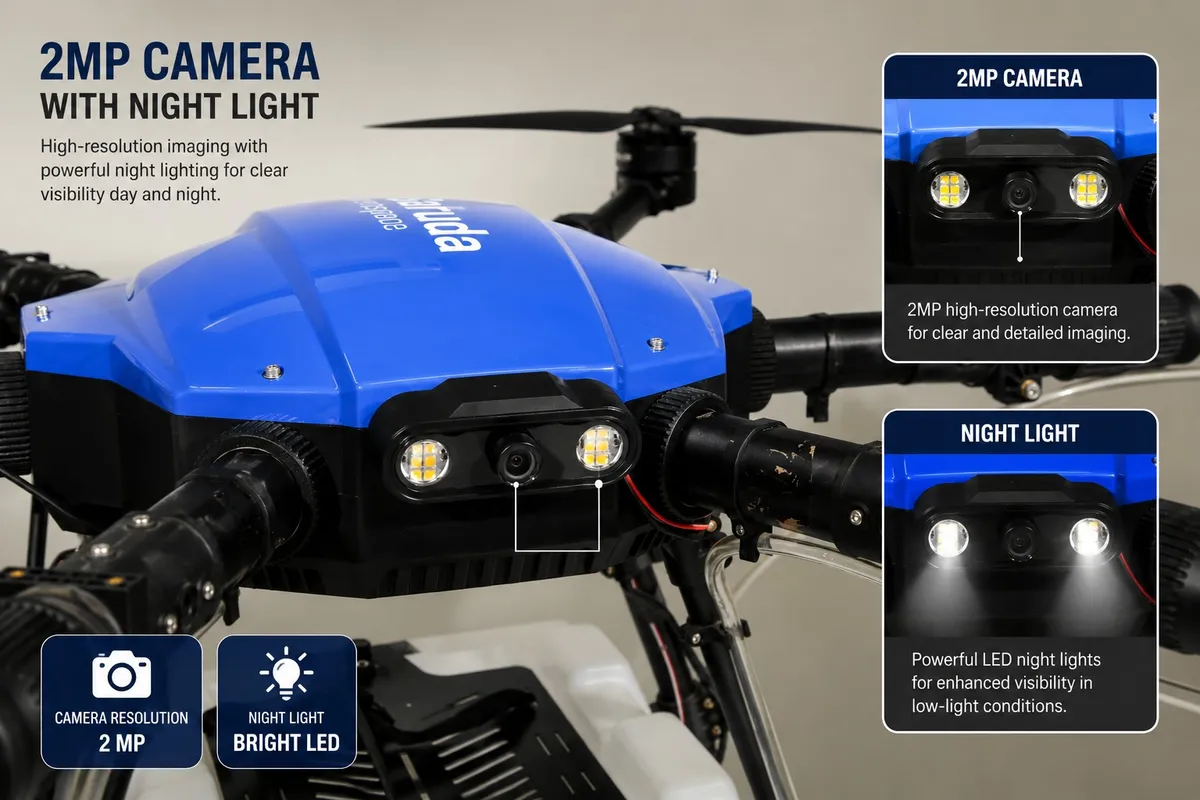 2MP CAMERA
WITH NIGHT LIGHT
High-resolution imaging with
powerful night lighting for clear
visibility day and night.
2MP CAMERA
2MP high-resolution camera
for clear and detailed imaging.
NIGHT LIGHT
Powerful LED night lights
for enhanced visibility in
low-light conditions.
CAMERA RESOLUTION
2 MP
NIGHT LIGHT
BRIGHT LED